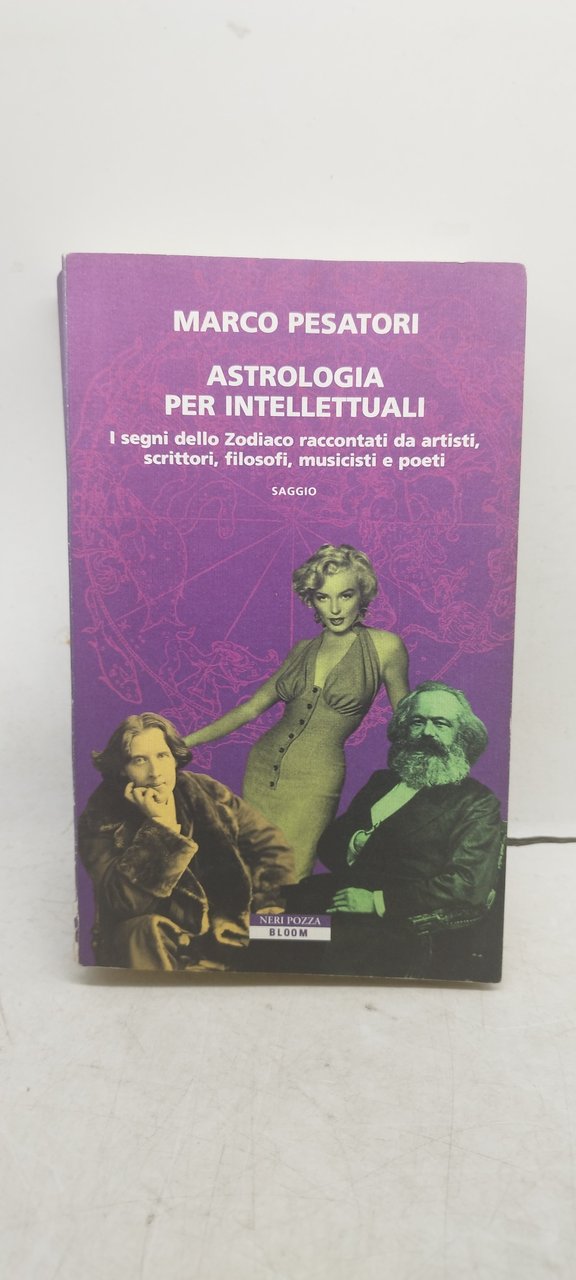 MARCO PESATORI
ASTROLOGIA
PER INTELLETTUALI
I segni dello Zodiaco raccontati da artisti,
scrittori, filosofi, musicisti e poeti
SAGGIO
NERI POZZA
BLOOM